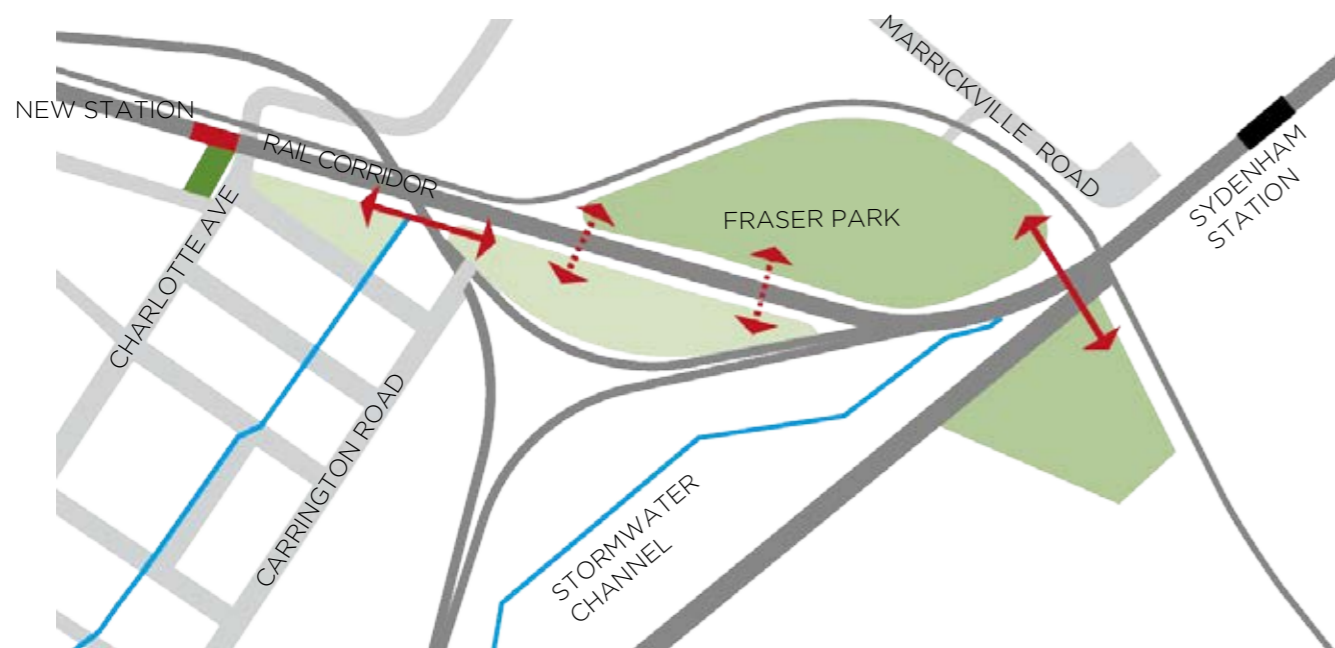 MARRICKVILLE ROAD
NEW STATION
RAIL CORRIDOR
SYDENHAM
STATION
FRASER PARK
CHARLOTTE AVE
CARRINGTON ROAD
STORMWATER
CHANNEL